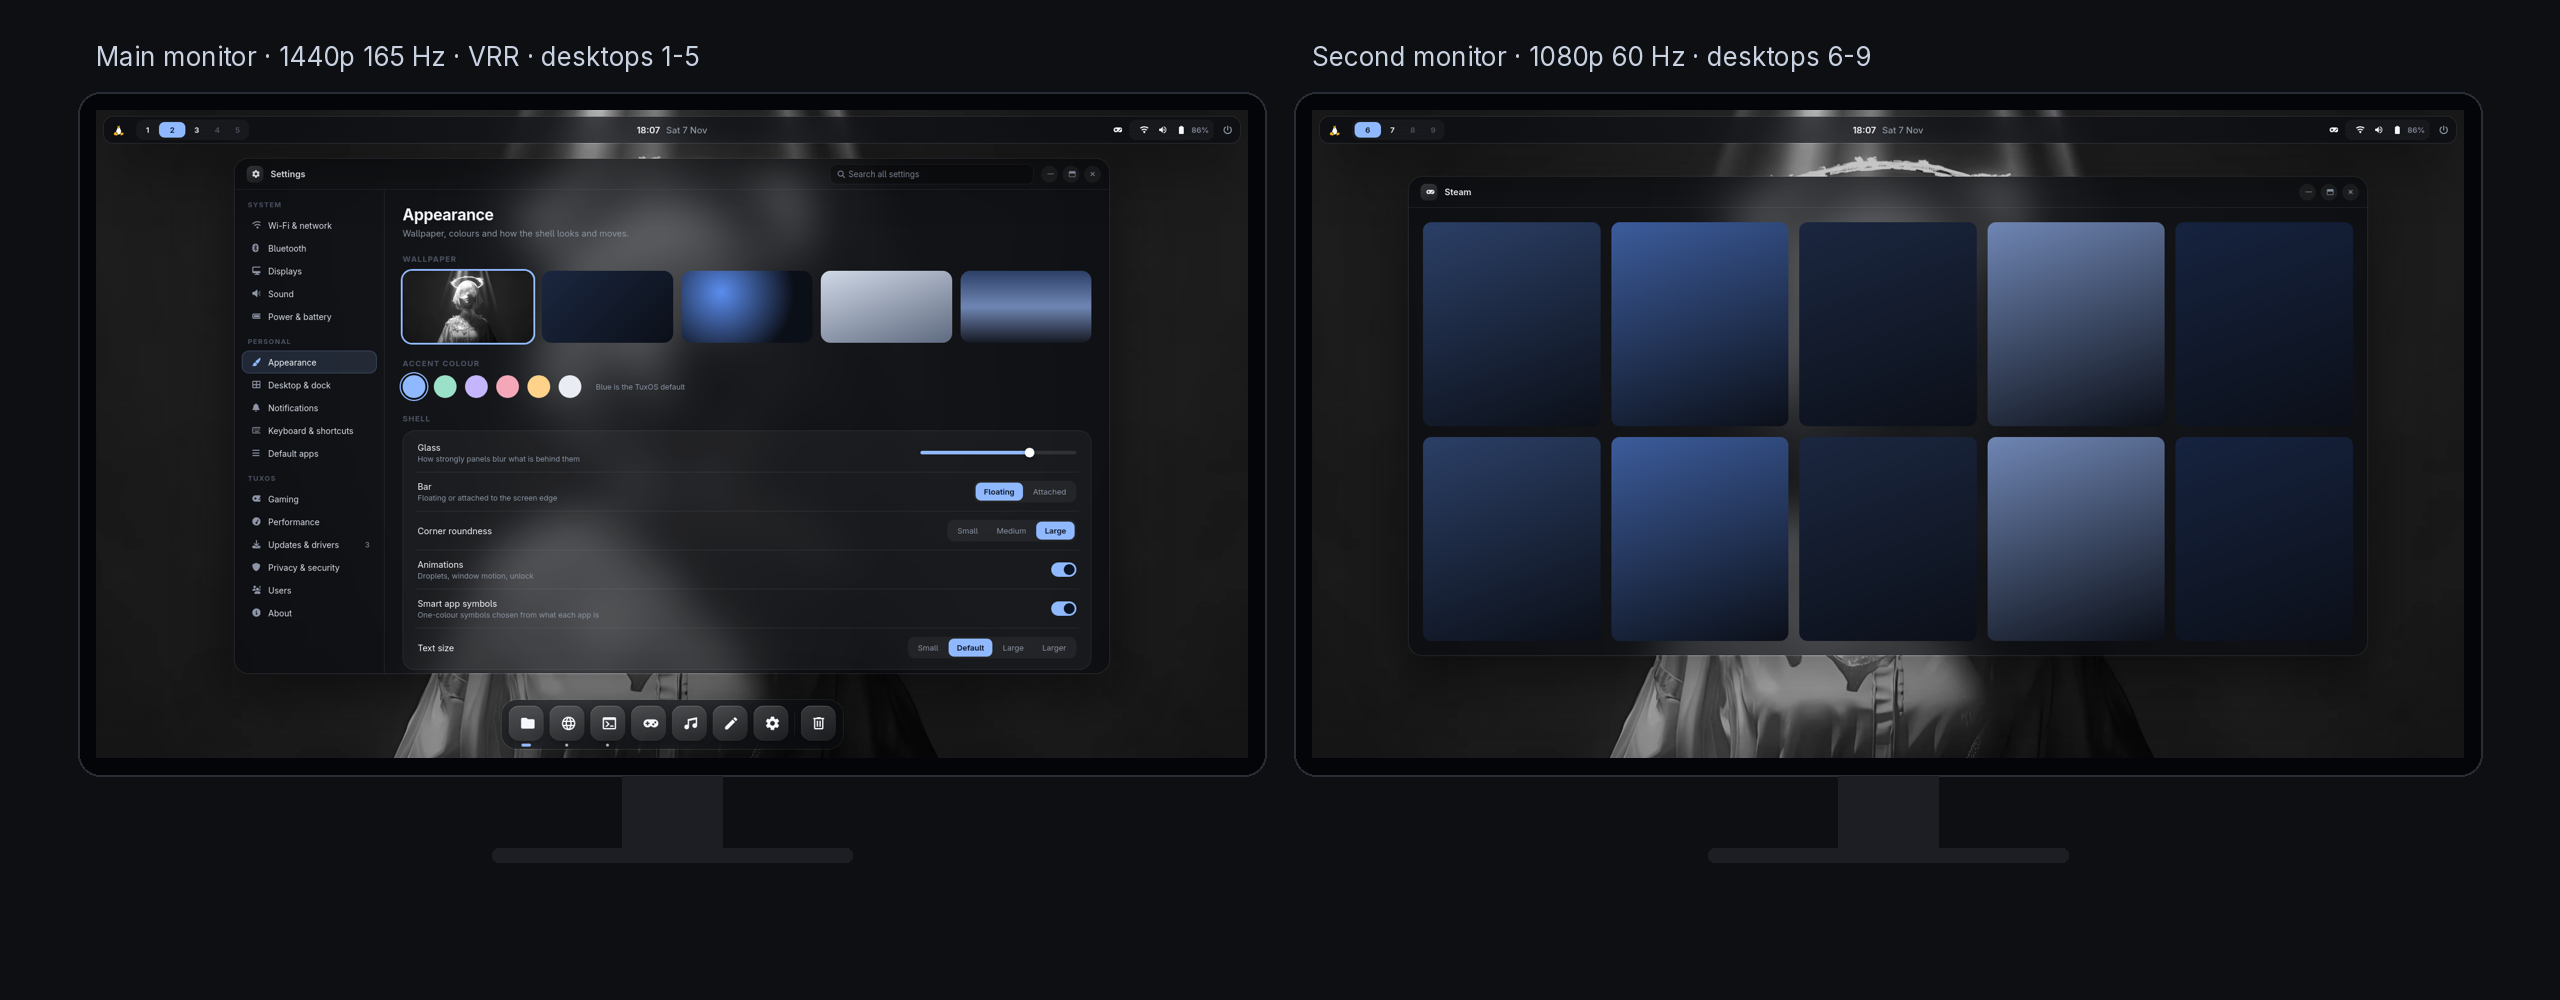 Main monitor · 1440p 165 Hz · VRR · desktops 1-5
1 2 3 4 5
18:07 Sat 7 Nov
86%
Settings
Search all settings
SYSTEM
Wi-Fi & network
Bluetooth
Displays
Sound
Power & battery
PERSONAL
Appearance
Desktop & dock
Notifications
Keyboard & shortcuts
Default apps
TUXOS
Gaming
Performance
Updates & drivers 3
Privacy & security
Users
About
Appearance
Wallpaper, colours and how the shell looks and moves.
WALLPAPER
ACCENT COLOUR
Blue is the TuxOS default
SHELL
Glass
How strongly panels blur what is behind them
Bar
Floating or attached to the screen edge
Floating Attached
Corner roundness
Small Medium Large
Animations
Droplets, window motion, unlock
Smart app symbols
One-colour symbols chosen from what each app is
Text size
Small Default Large Larger
Second monitor · 1080p 60 Hz · desktops 6-9
6 7 8 9
18:07 Sat 7 Nov
86%
Steam